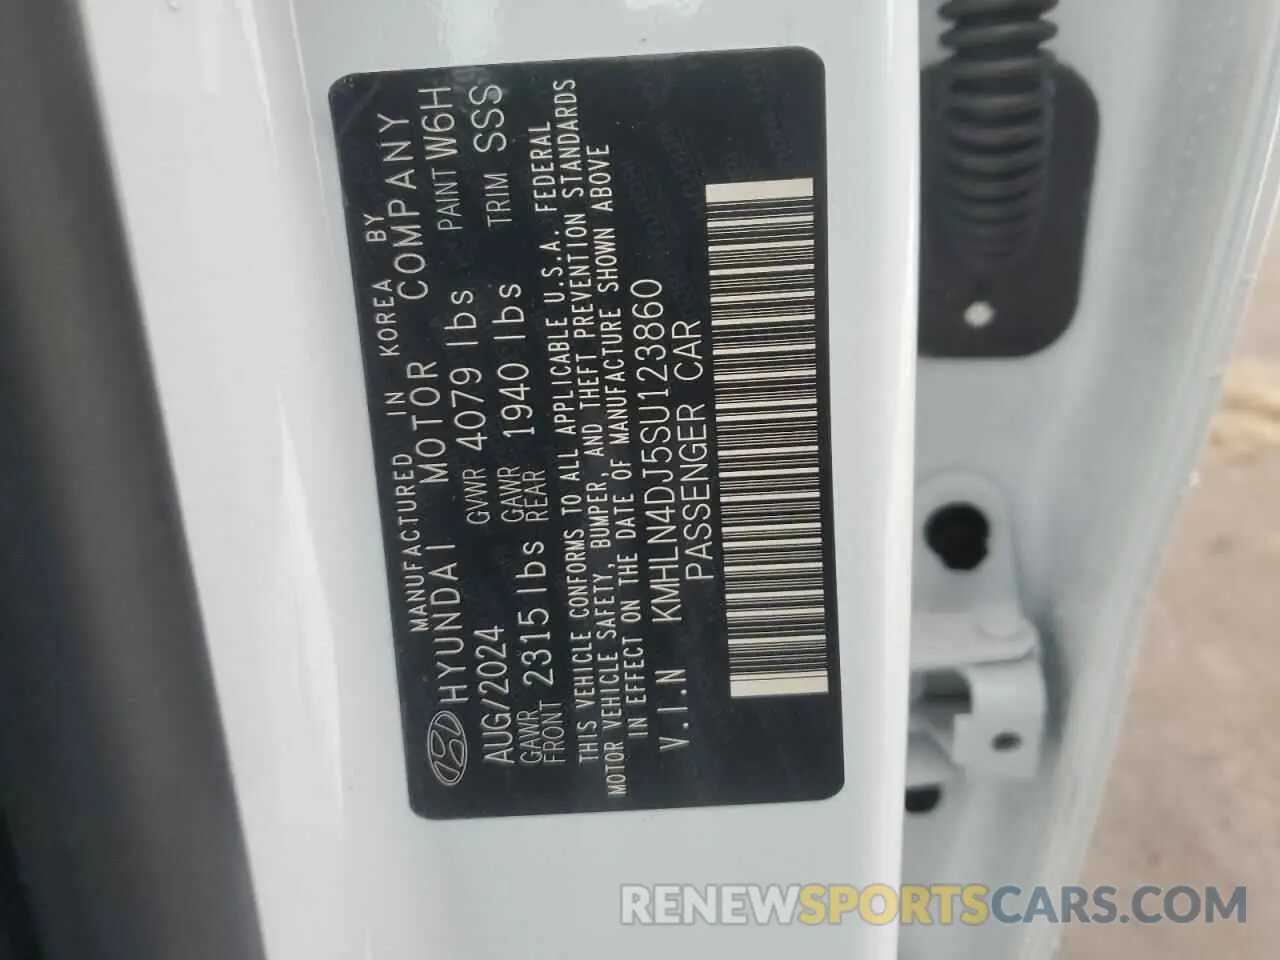 MANUFACTURED IN KOREA BY
HYUNDAI MOTOR COMPANY
AUG/2024 GVWR 4079 lbs PAINT W6H
GAWR FRONT 2315 lbs GAWR REAR 1940 lbs TRIM SSS
THIS VEHICLE CONFORMS TO ALL APPLICABLE U.S.A. FEDERAL
MOTOR VEHICLE SAFETY, BUMPER, AND THEFT PREVENTION STANDARDS
IN EFFECT ON THE DATE OF MANUFACTURE SHOWN ABOVE
V.I.N KMHLN4DJ5SU123860
PASSENGER CAR
RENEWSPORTSCARS.COM